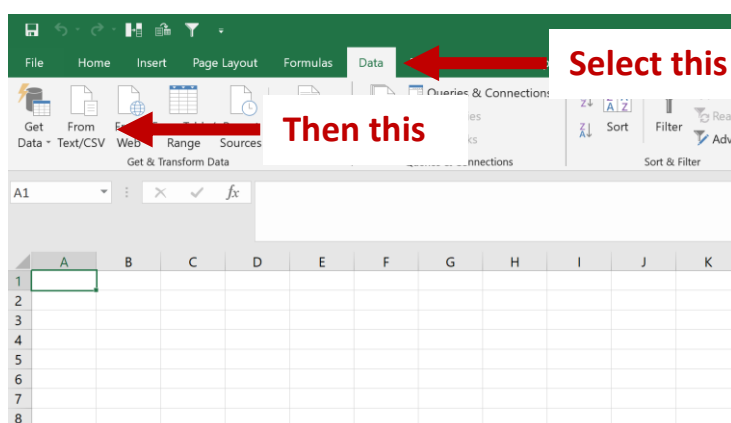 File Home Insert Page Layout Formulas Data
Select this
Queries & Connections
Get From
Data Text/CSV Web Range Sources
Then this
Sort Filter
Get & Transform Data
Sort & Filter
A1 fx
A B C D E F G H I J K
1
2
3
4
5
6
7
8